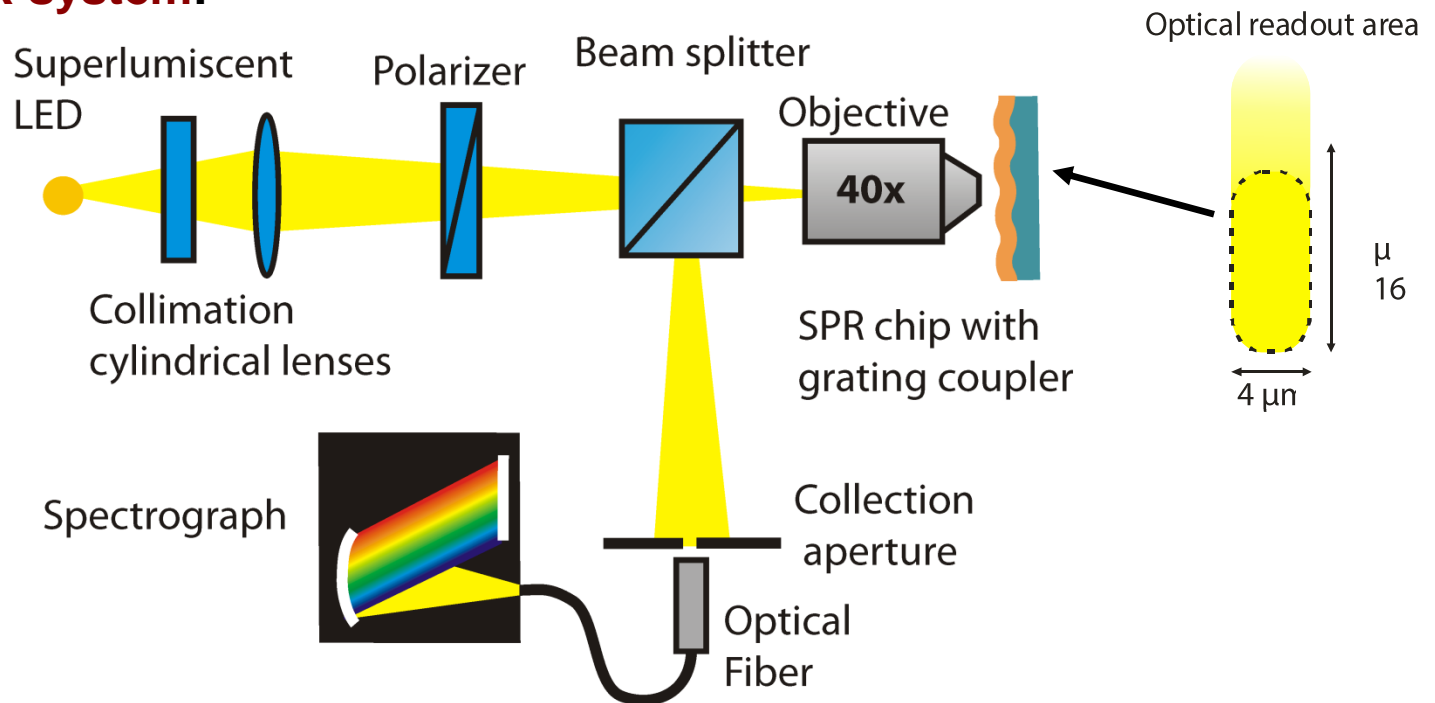 System.
Optical readout area
Superlumiscent
LED
Polarizer
Beam splitter
Objective
40x
µ
16
4 µm
Collimation
cylindrical lenses
SPR chip with
grating coupler
Spectrograph
Collection
aperture
Optical
Fiber